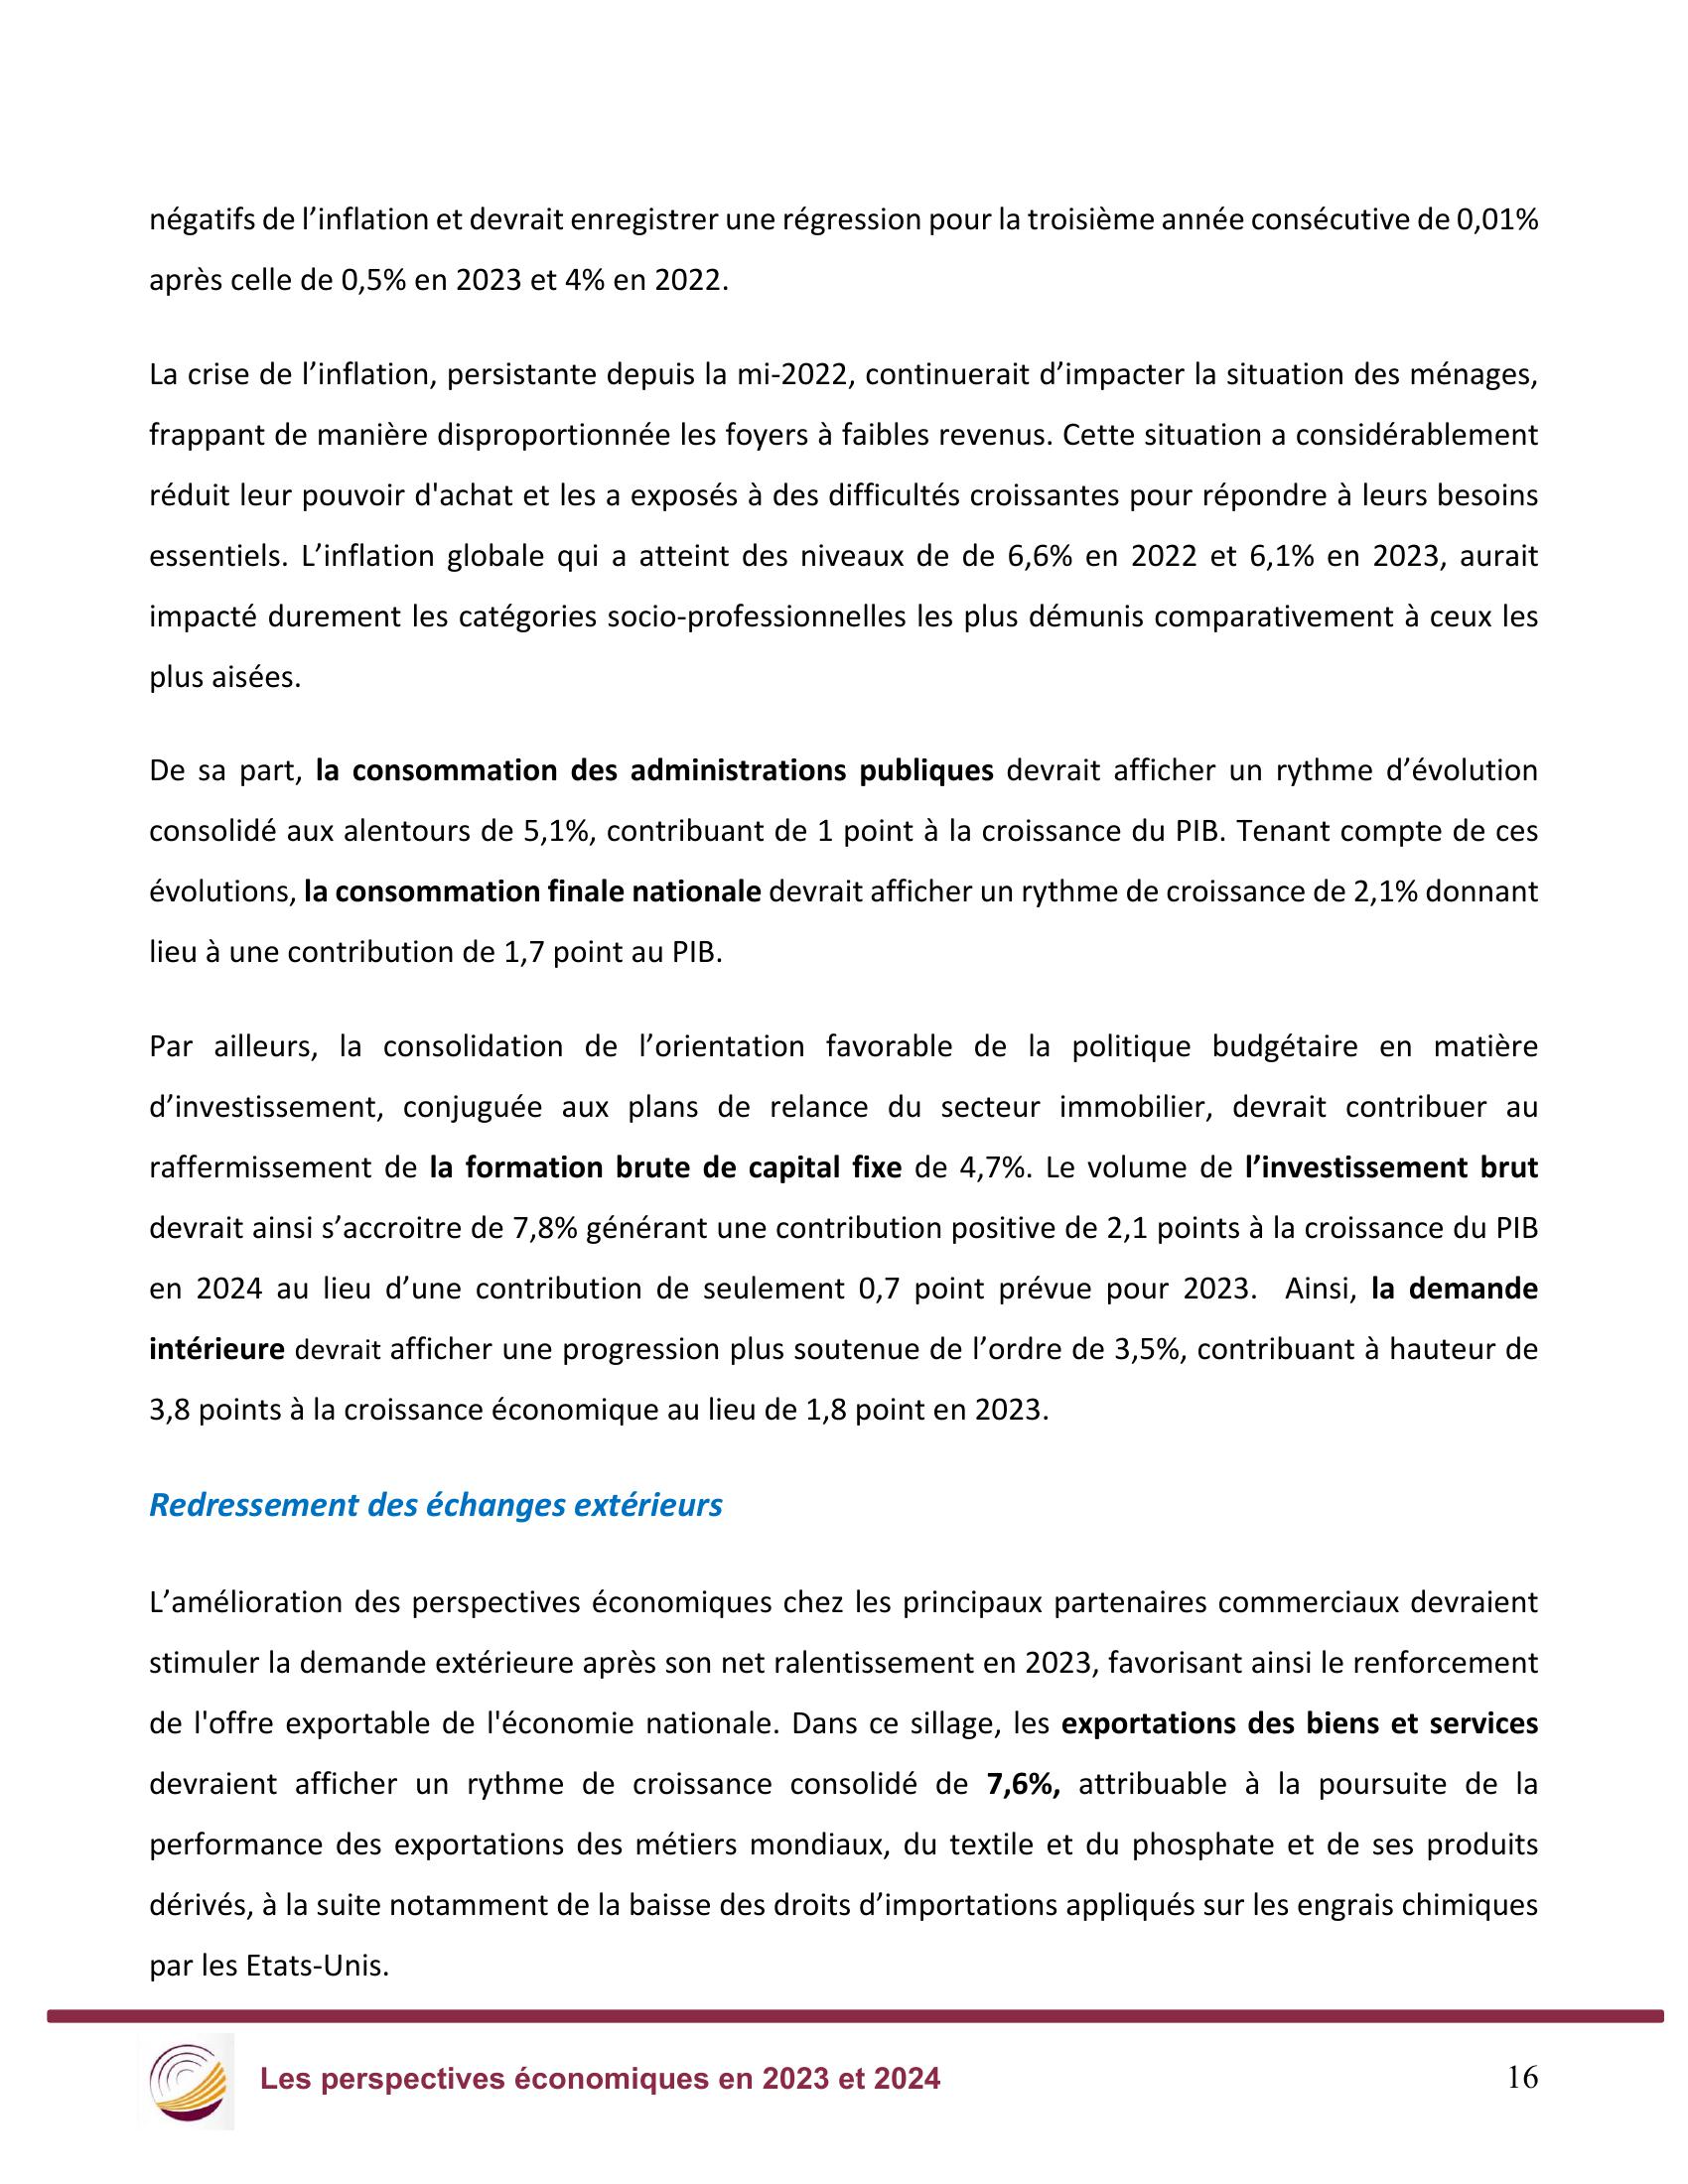 négatifs de l’inflation et devrait enregistrer une régression pour la troisième année consécutive de 0,01%
après celle de 0,5% en 2023 et 4% en 2022.
La crise de l’inflation, persistante depuis la mi-2022, continuerait d’impacter la situation des ménages,
frappant de manière disproportionnée les foyers à faibles revenus. Cette situation a considérablement
réduit leur pouvoir d'achat et les a exposés à des difficultés croissantes pour répondre à leurs besoins
essentiels. L’inflation globale qui a atteint des niveaux de de 6,6% en 2022 et 6,1% en 2023, aurait
impacté durement les catégories socio-professionnelles les plus démunis comparativement à ceux les
plus aisées.
De sa part, la consommation des administrations publiques devrait afficher un rythme d’évolution
consolidé aux alentours de 5,1%, contribuant de 1 point à la croissance du PIB. Tenant compte de ces
évolutions, la consommation finale nationale devrait afficher un rythme de croissance de 2,1% donnant
lieu à une contribution de 1,7 point au PIB.
Par ailleurs, la consolidation de l’orientation favorable de la politique budgétaire en matière
d’investissement, conjuguée aux plans de relance du secteur immobilier, devrait contribuer au
raffermissement de la formation brute de capital fixe de 4,7%. Le volume de l’investissement brut
devrait ainsi s’accroitre de 7,8% générant une contribution positive de 2,1 points à la croissance du PIB
en 2024 au lieu d’une contribution de seulement 0,7 point prévue pour 2023. Ainsi, la demande
intérieure devrait afficher une progression plus soutenue de l’ordre de 3,5%, contribuant à hauteur de
3,8 points à la croissance économique au lieu de 1,8 point en 2023.
Redressement des échanges extérieurs
L’amélioration des perspectives économiques chez les principaux partenaires commerciaux devraient
stimuler la demande extérieure après son net ralentissement en 2023, favorisant ainsi le renforcement
de l'offre exportable de l'économie nationale. Dans ce sillage, les exportations des biens et services
devraient afficher un rythme de croissance consolidé de 7,6%, attribuable à la poursuite de la
performance des exportations des métiers mondiaux, du textile et du phosphate et de ses produits
dérivés, à la suite notamment de la baisse des droits d’importations appliqués sur les engrais chimiques
par les Etats-Unis.
Les perspectives économiques en 2023 et 2024
16